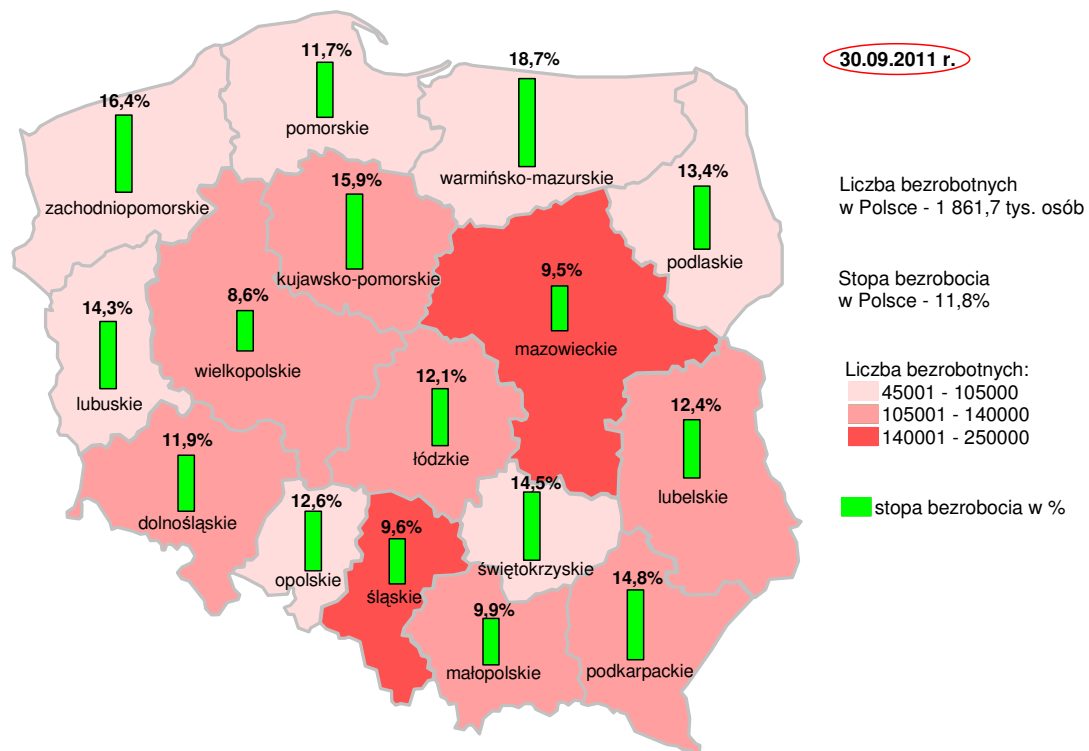 11,7%
18,7%
30.09.2011 r.
16,4%
pomorskie
warmińsko-mazurskie
13,4%
15,9%
zachodniopomorskie
Liczba bezrobotnych
w Polsce - 1 861,7 tys. osób
podlaskie
kujawsko-pomorskie
9,5%
Stopa bezrobocia
w Polsce - 11,8%
14,3%
8,6%
mazowieckie
wielkopolskie
lubuskie
12,1%
Liczba bezrobotnych:
45001 - 105000
105001 - 140000
140001 - 250000
12,4%
11,9%
łódzkie
14,5%
lubelskie
stopa bezrobocia w %
12,6%
dolnośląskie
9,6%
opolskie
świętokrzyskie
14,8%
śląskie
9,9%
małopolskie
podkarpackie